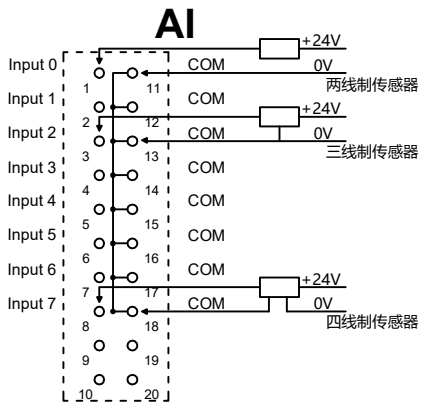 AI
+24V
Input 0 COM 0V
1 11 两线制传感器
Input 1 COM +24V
2 12
Input 2 COM 0V
3 13 三线制传感器
Input 3 COM
4 14
Input 4 COM
5 15
Input 5 COM
6 16
Input 6 COM
7 17 +24V
Input 7 COM 0V
8 18 四线制传感器
9 19
10 20